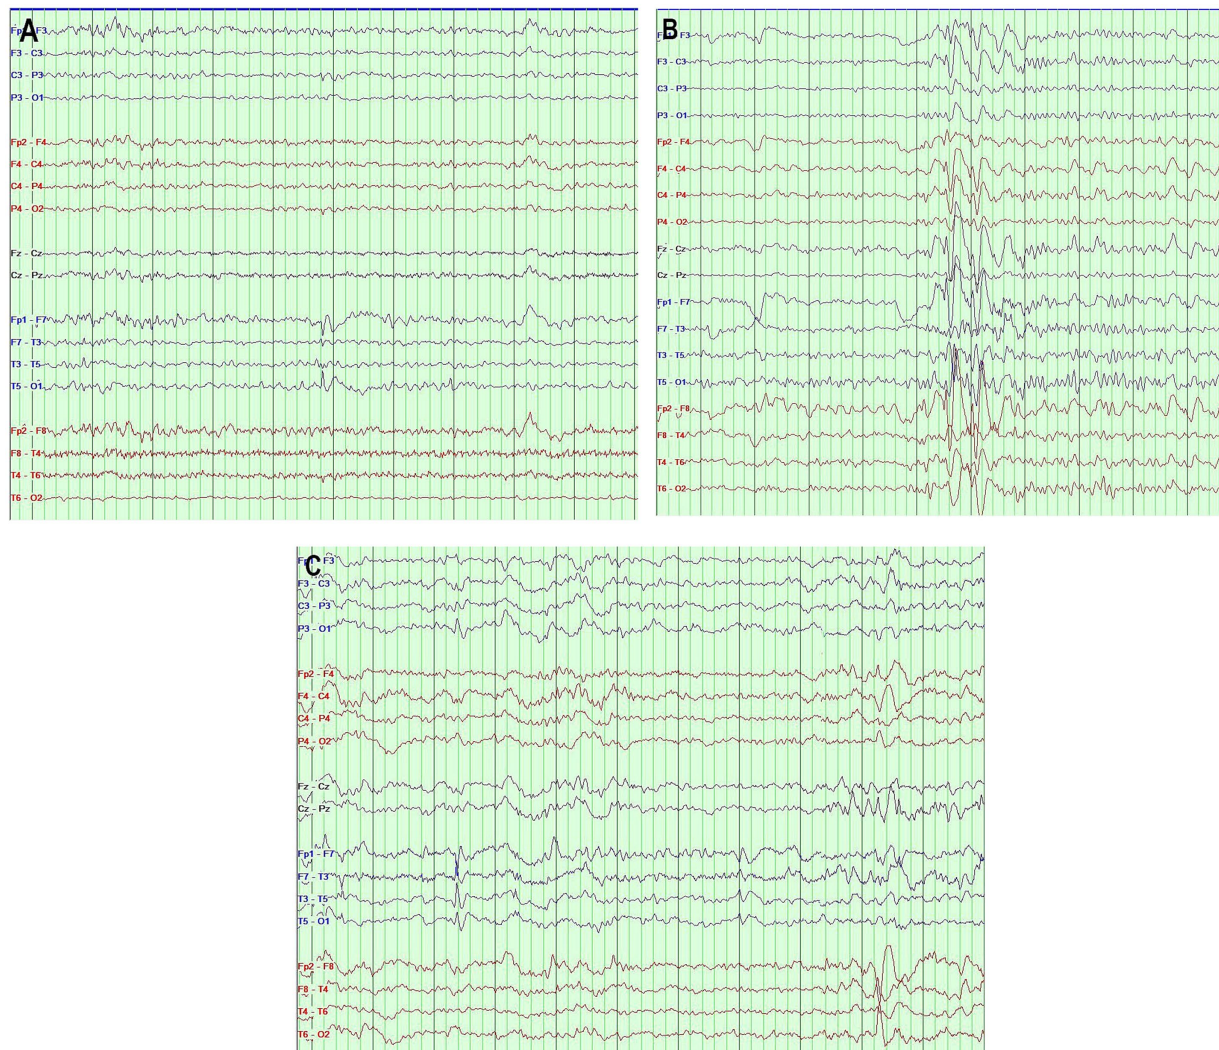 A
Fp1 - F3
F3 - C3
C3 - P3
P3 - O1
Fp2 - F4
F4 - C4
C4 - P4
P4 - O2
Fz - Cz
Cz - Pz
Fp1 - F7
F7 - T3
T3 - T5
T5 - O1
Fp2 - F8
F8 - T4
T4 - T6
T6 - O2
B
F3
F3 - C3
C3 - P3
P3 - O1
Fp2 - F4
F4 - C4
C4 - P4
P4 - O2
Fz - Cz
Cz - Pz
Fp1 - F7
F7 - T3
T3 - T5
T5 - O1
Fp2 - F8
F8 - T4
T4 - T6
T6 - O2
C
Fp1 - F3
F3 - C3
C3 - P3
P3 - O1
Fp2 - F4
F4 - C4
C4 - P4
P4 - O2
Fz - Cz
Cz - Pz
Fp1 - F7
F7 - T3
T3 - T5
T5 - O1
Fp2 - F8
F8 - T4
T4 - T6
T6 - O2